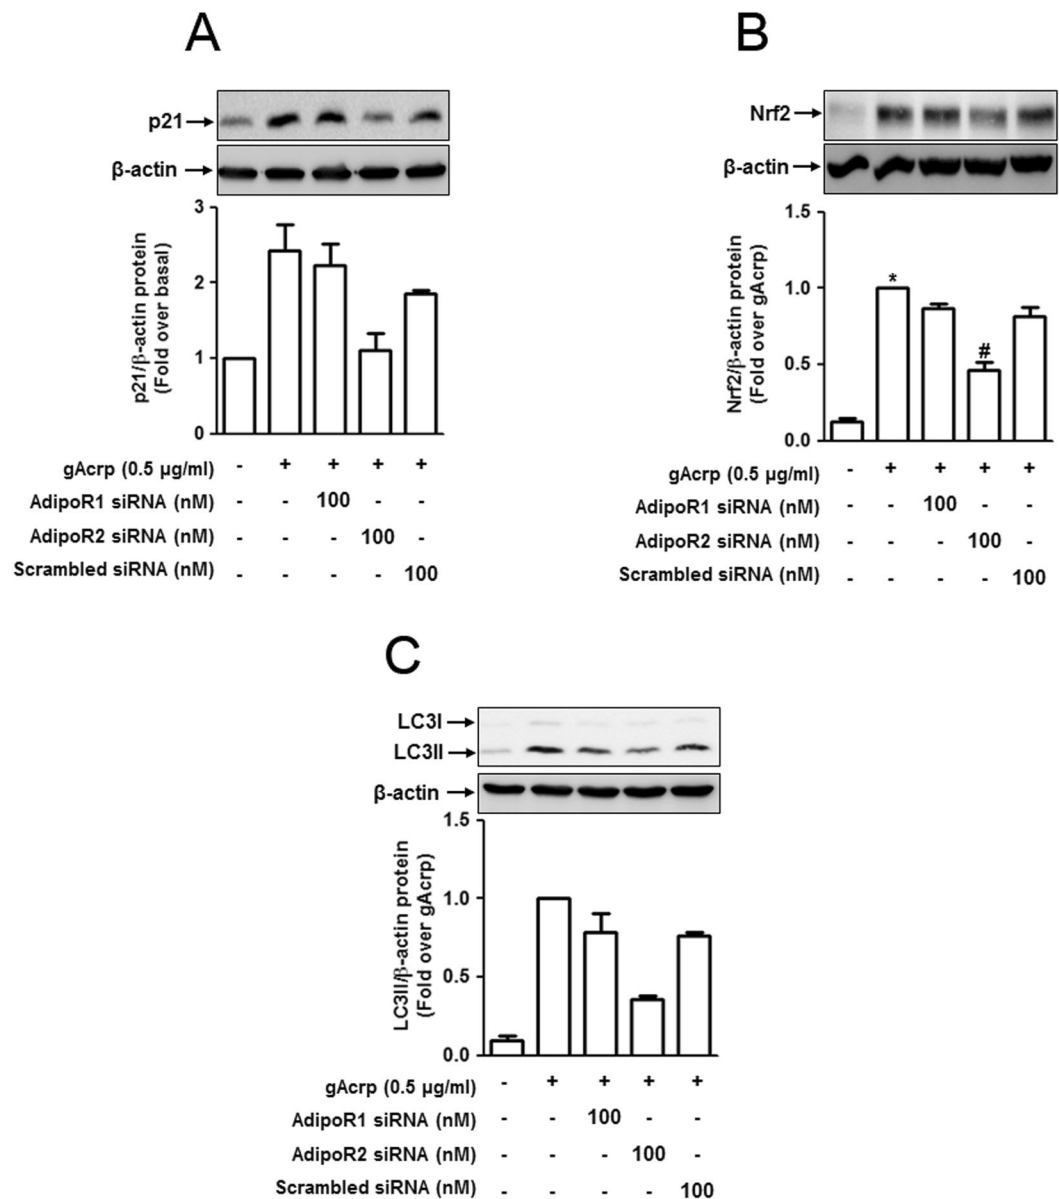 A
p21
β-actin
3
2
1
0
p21/β-actin protein
(Fold over basal)
gAcrp (0.5 µg/ml) - + + + +
AdipoR1 siRNA (nM) - - 100 - -
AdipoR2 siRNA (nM) - - - 100 -
Scrambled siRNA (nM) - - - - 100
B
Nrf2
β-actin
1.5
1.0
0.5
0.0
Nrf2/β-actin protein
(Fold over gAcrp)
*
#
gAcrp (0.5 µg/ml) - + + + +
AdipoR1 siRNA (nM) - - 100 - -
AdipoR2 siRNA (nM) - - - 100 -
Scrambled siRNA (nM) - - - - 100
C
LC3I
LC3II
β-actin
1.5
1.0
0.5
0.0
LC3II/β-actin protein
(Fold over gAcrp)
gAcrp (0.5 µg/ml) - + + + +
AdipoR1 siRNA (nM) - - 100 - -
AdipoR2 siRNA (nM) - - - 100 -
Scrambled siRNA (nM) - - - - 100